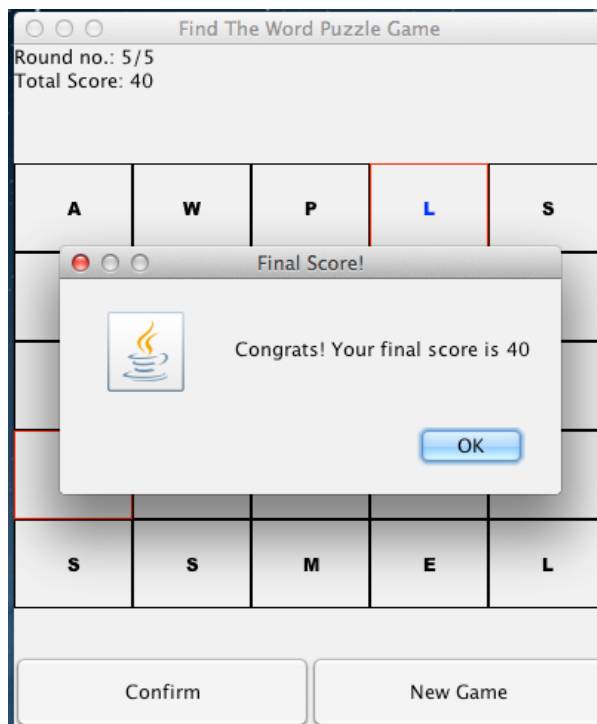 Find The Word Puzzle Game
Round no.: 5/5
Total Score: 40
A W P L S
Final Score!
Congrats! Your final score is 40
OK
S S M E L
Confirm New Game